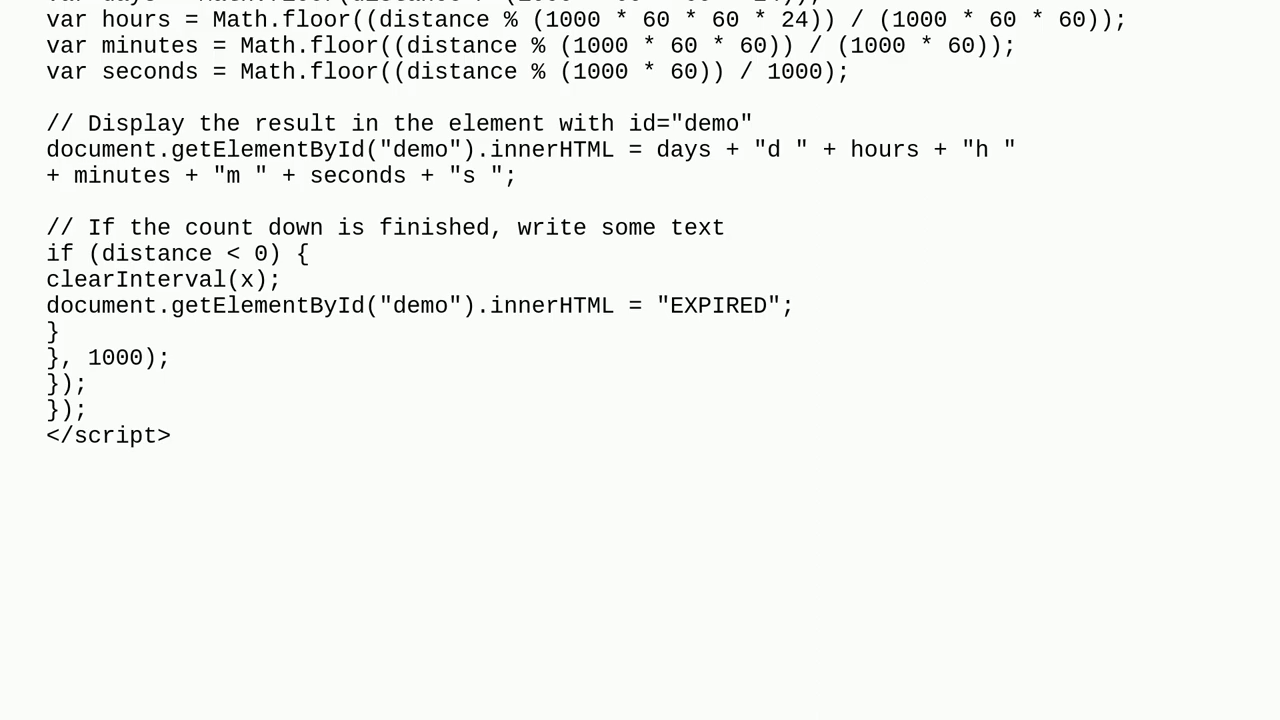 var hours = Math.floor((distance % (1000 * 60 * 60 * 24)) / (1000 * 60 * 60));
var minutes = Math.floor((distance % (1000 * 60 * 60)) / (1000 * 60));
var seconds = Math.floor((distance % (1000 * 60)) / 1000);

// Display the result in the element with id="demo"
document.getElementById("demo").innerHTML = days + "d " + hours + "h "
+ minutes + "m " + seconds + "s ";

// If the count down is finished, write some text
if (distance < 0) {
clearInterval(x);
document.getElementById("demo").innerHTML = "EXPIRED";
}
}, 1000);
});
});
</script>